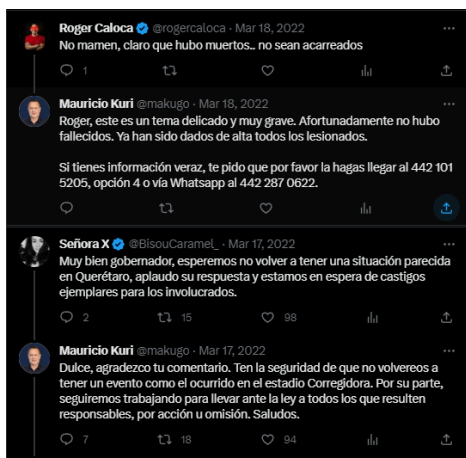 Roger Caloca @rogercaloca · Mar 18, 2022
No mamen, claro que hubo muertos.. no sean acarreados
1
Mauricio Kuri @makugo · Mar 18, 2022
Roger, este es un tema delicado y muy grave. Afortunadamente no hubo
fallecidos. Ya han sido dados de alta todos los lesionados.
Si tienes información veraz, te pido que por favor la hagas llegar al 442 101
5205, opción 4 o vía Whatsapp al 442 287 0622.
Señora X @BisouCaramel_ · Mar 17, 2022
Muy bien gobernador, esperemos no volver a tener una situación parecida
en Querétaro, aplaudo su respuesta y estamos en espera de castigos
ejemplares para los involucrados.
2 15 98
Mauricio Kuri @makugo · Mar 17, 2022
Dulce, agradezco tu comentario. Ten la seguridad de que no volvereos a
tener un evento como el ocurrido en el estadio Corregidora. Por su parte,
seguiremos trabajando para llevar ante la ley a todos los que resulten
responsables, por acción u omisión. Saludos.
7 18 94